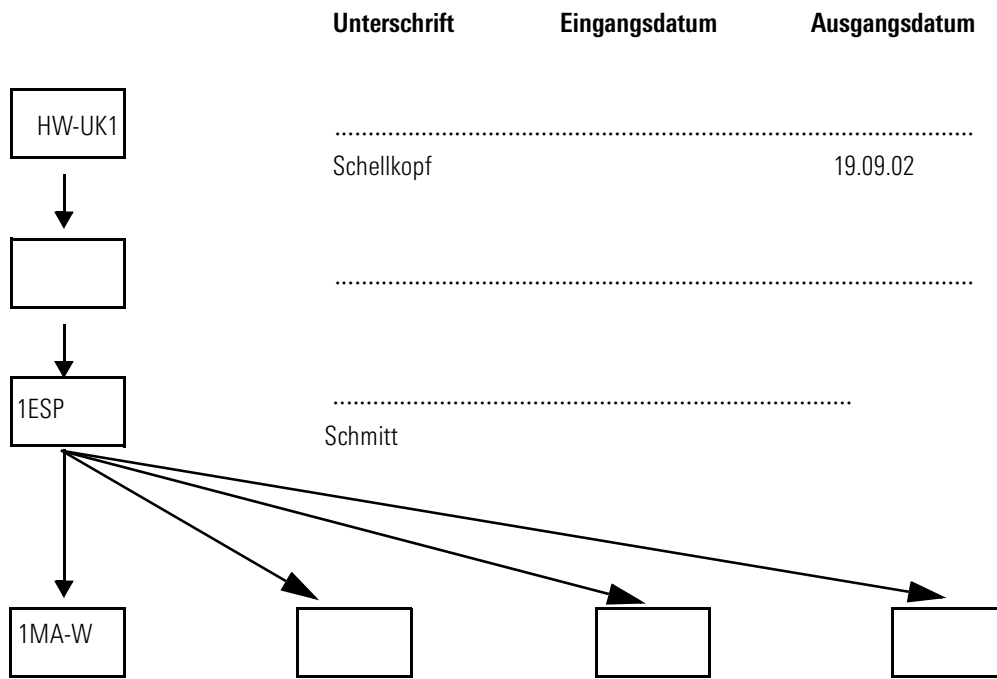 Unterschrift Eingangsdatum Ausgangsdatum
HW-UK1
Schellkopf 19.09.02
1ESP
Schmitt
1MA-W